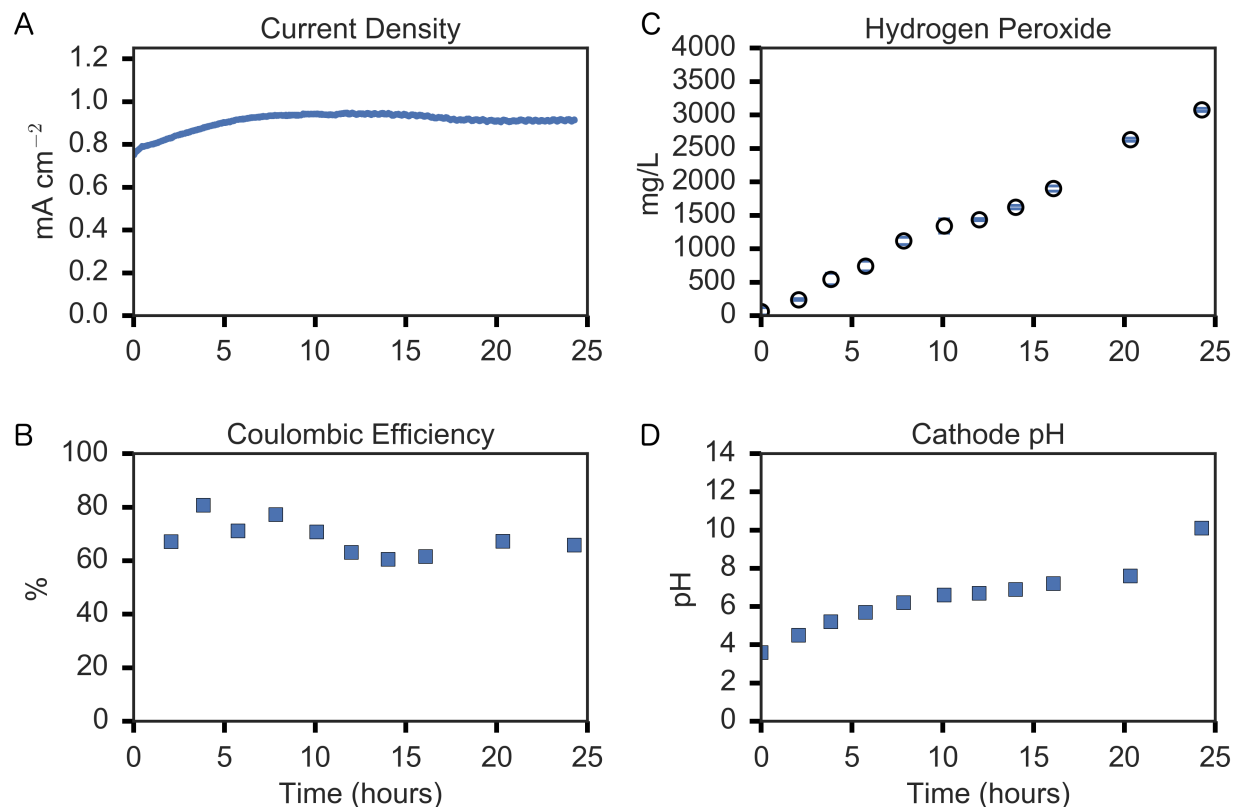 A
Current Density
1.2
1.0
0.8
0.6
0.4
0.2
0.0
mA cm⁻²
0 5 10 15 20 25
C
Hydrogen Peroxide
4000
3500
3000
2500
2000
1500
1000
500
0
mg/L
0 5 10 15 20 25
B
Coulombic Efficiency
100
80
60
40
20
0
%
0 5 10 15 20 25
Time (hours)
D
Cathode pH
14
12
10
8
6
4
2
0
pH
0 5 10 15 20 25
Time (hours)